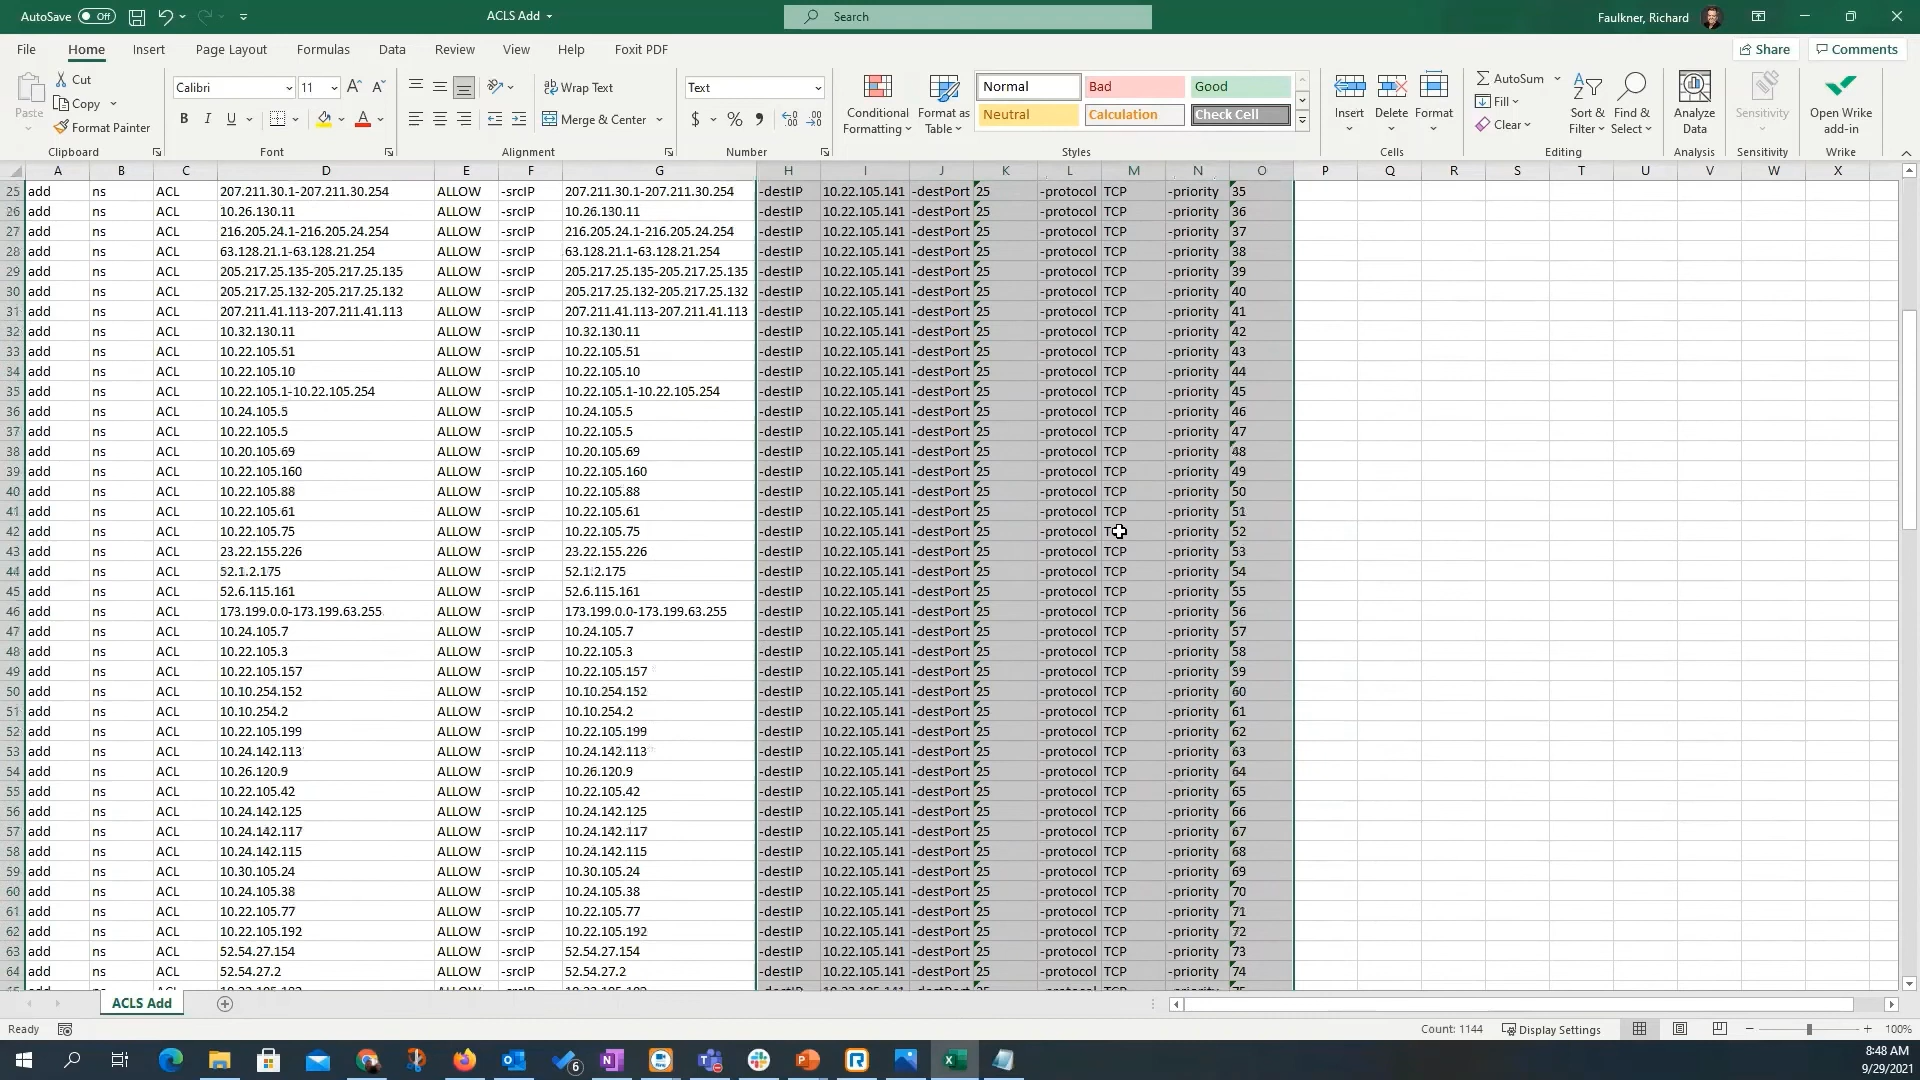 AutoSave Off ACLS Add Search Faulkner, Richard
File Home Insert Page Layout Formulas Data Review View Help Foxit PDF Share Comments
Paste Cut Copy Format Painter Clipboard
Calibri 11 B I U Font
Wrap Text Merge & Center Alignment
Text $ % Number
Conditional Formatting Format as Table Normal Bad Good Neutral Calculation Check Cell Styles
Insert Delete Format Cells
AutoSum Fill Clear Sort & Filter Find & Select Editing
Analyze Data Analysis Sensitivity Sensitivity Open Wrike add-in Wrike
A B C D E F G H I J K L M N O P Q R S T U V W X
25 add ns ACL 207.211.30.1-207.211.30.254 ALLOW -srcIP 207.211.30.1-207.211.30.254 -destIP 10.22.105.141 -destPort 25 -protocol TCP -priority 35
26 add ns ACL 10.26.130.11 ALLOW -srcIP 10.26.130.11 -destIP 10.22.105.141 -destPort 25 -protocol TCP -priority 36
27 add ns ACL 216.205.24.1-216.205.24.254 ALLOW -srcIP 216.205.24.1-216.205.24.254 -destIP 10.22.105.141 -destPort 25 -protocol TCP -priority 37
28 add ns ACL 63.128.21.1-63.128.21.254 ALLOW -srcIP 63.128.21.1-63.128.21.254 -destIP 10.22.105.141 -destPort 25 -protocol TCP -priority 38
29 add ns ACL 205.217.25.135-205.217.25.135 ALLOW -srcIP 205.217.25.135-205.217.25.135 -destIP 10.22.105.141 -destPort 25 -protocol TCP -priority 39
30 add ns ACL 205.217.25.132-205.217.25.132 ALLOW -srcIP 205.217.25.132-205.217.25.132 -destIP 10.22.105.141 -destPort 25 -protocol TCP -priority 40
31 add ns ACL 207.211.41.113-207.211.41.113 ALLOW -srcIP 207.211.41.113-207.211.41.113 -destIP 10.22.105.141 -destPort 25 -protocol TCP -priority 41
32 add ns ACL 10.32.130.11 ALLOW -srcIP 10.32.130.11 -destIP 10.22.105.141 -destPort 25 -protocol TCP -priority 42
33 add ns ACL 10.22.105.51 ALLOW -srcIP 10.22.105.51 -destIP 10.22.105.141 -destPort 25 -protocol TCP -priority 43
34 add ns ACL 10.22.105.10 ALLOW -srcIP 10.22.105.10 -destIP 10.22.105.141 -destPort 25 -protocol TCP -priority 44
35 add ns ACL 10.22.105.1-10.22.105.254 ALLOW -srcIP 10.22.105.1-10.22.105.254 -destIP 10.22.105.141 -destPort 25 -protocol TCP -priority 45
36 add ns ACL 10.24.105.5 ALLOW -srcIP 10.24.105.5 -destIP 10.22.105.141 -destPort 25 -protocol TCP -priority 46
37 add ns ACL 10.22.105.5 ALLOW -srcIP 10.22.105.5 -destIP 10.22.105.141 -destPort 25 -protocol TCP -priority 47
38 add ns ACL 10.20.105.69 ALLOW -srcIP 10.20.105.69 -destIP 10.22.105.141 -destPort 25 -protocol TCP -priority 48
39 add ns ACL 10.22.105.160 ALLOW -srcIP 10.22.105.160 -destIP 10.22.105.141 -destPort 25 -protocol TCP -priority 49
40 add ns ACL 10.22.105.88 ALLOW -srcIP 10.22.105.88 -destIP 10.22.105.141 -destPort 25 -protocol TCP -priority 50
41 add ns ACL 10.22.105.61 ALLOW -srcIP 10.22.105.61 -destIP 10.22.105.141 -destPort 25 -protocol TCP -priority 51
42 add ns ACL 10.22.105.75 ALLOW -srcIP 10.22.105.75 -destIP 10.22.105.141 -destPort 25 -protocol -priority 52
43 add ns ACL 23.22.155.226 ALLOW -srcIP 23.22.155.226 -destIP 10.22.105.141 -destPort 25 -protocol TCP -priority 53
44 add ns ACL ALLOW -srcIP -destIP 10.22.105.141 -destPort 25 -protocol TCP -priority 54
45 add ns ACL 52.6.115.161 ALLOW -srcIP 52.6.115.161 -destIP 10.22.105.141 -destPort 25 -protocol TCP -priority 55
46 add ns ACL 173.199.0.0-173.199.63.255 ALLOW -srcIP 173.199.0.0-173.199.63.255 -destIP 10.22.105.141 -destPort 25 -protocol TCP -priority 56
47 add ns ACL 10.24.105.7 ALLOW -srcIP 10.24.105.7 -destIP 10.22.105.141 -destPort 25 -protocol TCP -priority 57
48 add ns ACL 10.22.105.3 ALLOW -srcIP 10.22.105.3 -destIP 10.22.105.141 -destPort 25 -protocol TCP -priority 58
49 add ns ACL 10.22.105.157 ALLOW -srcIP 10.22.105.157 -destIP 10.22.105.141 -destPort 25 -protocol TCP -priority 59
50 add ns ACL 10.10.254.152 ALLOW -srcIP 10.10.254.152 -destIP 10.22.105.141 -destPort 25 -protocol TCP -priority 60
51 add ns ACL 10.10.254.2 ALLOW -srcIP 10.10.254.2 -destIP 10.22.105.141 -destPort 25 -protocol TCP -priority 61
52 add ns ACL 10.22.105.199 ALLOW -srcIP 10.22.105.199 -destIP 10.22.105.141 -destPort 25 -protocol TCP -priority 62
53 add ns ACL 10.24.142.113 ALLOW -srcIP 10.24.142.113 -destIP 10.22.105.141 -destPort 25 -protocol TCP -priority 63
54 add ns ACL 10.26.120.9 ALLOW -srcIP 10.26.120.9 -destIP 10.22.105.141 -destPort 25 -protocol TCP -priority 64
55 add ns ACL 10.22.105.42 ALLOW -srcIP 10.22.105.42 -destIP 10.22.105.141 -destPort 25 -protocol TCP -priority 65
56 add ns ACL 10.24.142.125 ALLOW -srcIP 10.24.142.125 -destIP 10.22.105.141 -destPort 25 -protocol TCP -priority 66
57 add ns ACL 10.24.142.117 ALLOW -srcIP 10.24.142.117 -destIP 10.22.105.141 -destPort 25 -protocol TCP -priority 67
58 add ns ACL 10.24.142.115 ALLOW -srcIP 10.24.142.115 -destIP 10.22.105.141 -destPort 25 -protocol TCP -priority 68
59 add ns ACL 10.30.105.24 ALLOW -srcIP 10.30.105.24 -destIP 10.22.105.141 -destPort 25 -protocol TCP -priority 69
60 add ns ACL 10.24.105.38 ALLOW -srcIP 10.24.105.38 -destIP 10.22.105.141 -destPort 25 -protocol TCP -priority 70
61 add ns ACL 10.22.105.77 ALLOW -srcIP 10.22.105.77 -destIP 10.22.105.141 -destPort 25 -protocol TCP -priority 71
62 add ns ACL 10.22.105.192 ALLOW -srcIP 10.22.105.192 -destIP 10.22.105.141 -destPort 25 -protocol TCP -priority 72
63 add ns ACL 52.54.27.154 ALLOW -srcIP 52.54.27.154 -destIP 10.22.105.141 -destPort 25 -protocol TCP -priority 73
64 add ns ACL 52.54.27.2 ALLOW -srcIP 52.54.27.2 -destIP 10.22.105.141 -destPort 25 -protocol TCP -priority 74
ACLS Add
Ready Count: 1144 Display Settings 100%
6
8:48 AM
9/29/2021